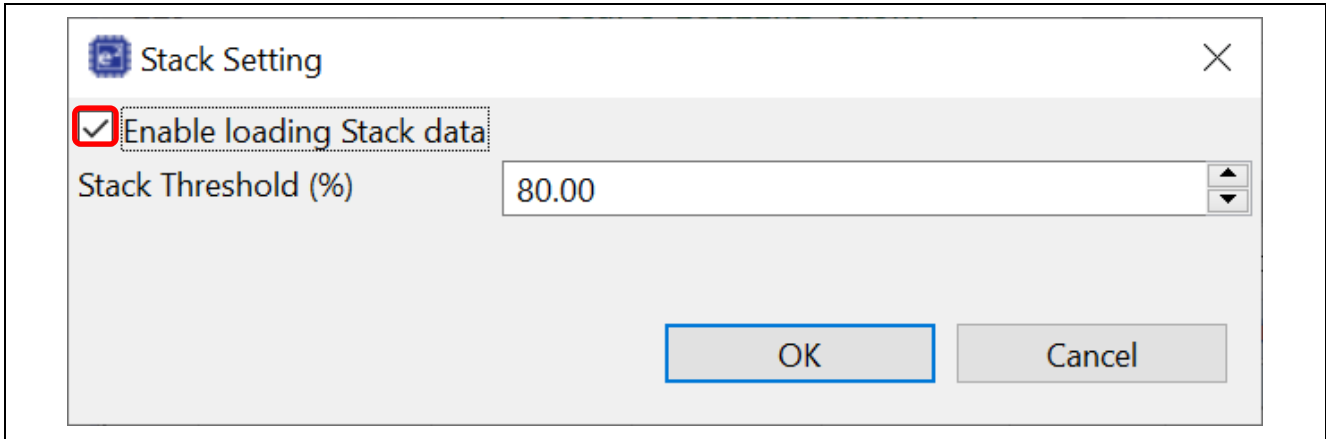 Stack Setting
Enable loading Stack data
Stack Threshold (%) 80.00
OK Cancel